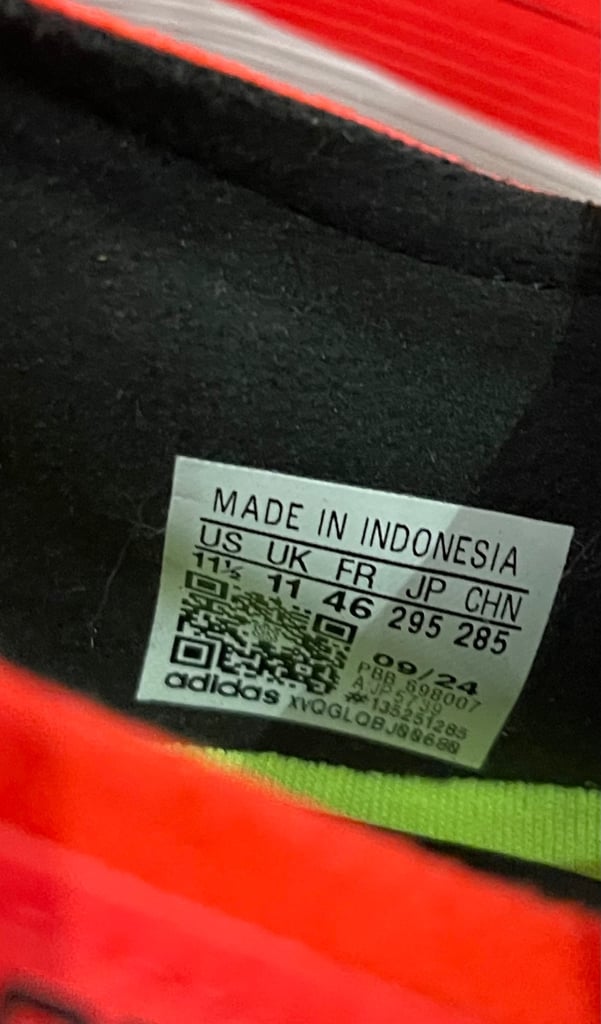 MADE IN INDONESIA
US UK FR JP CHN
11½ 11 46 295 285
09/24
PBB 698007
#135251285
adidas